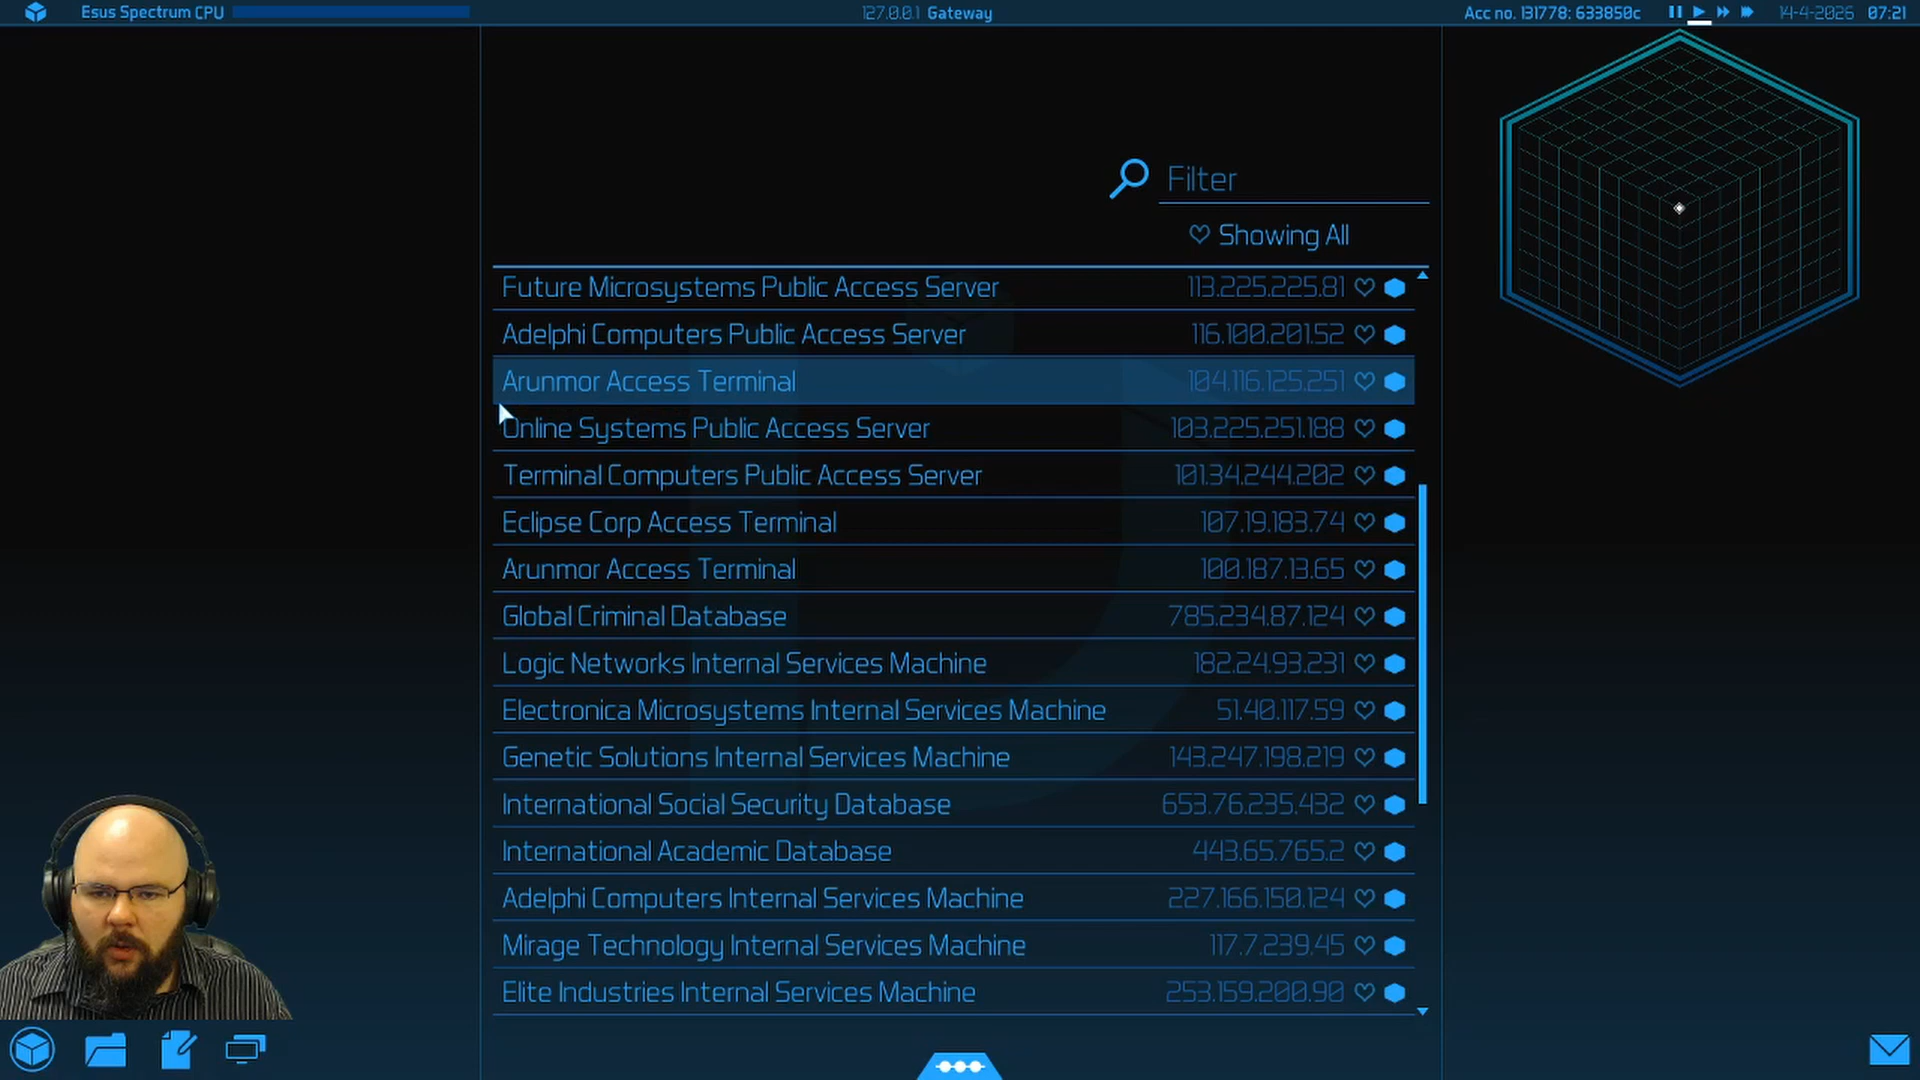 Esus Spectrum CPU
127.0.0.1 Gateway
Acc no. 131778: 633850c
14-4-2026 07:21
Filter
Showing All
Future Microsystems Public Access Server 113.225.225.81
Adelphi Computers Public Access Server 116.100.201.52
Arunmor Access Terminal 104.116.125.251
Online Systems Public Access Server 103.225.251.188
Terminal Computers Public Access Server 101.34.244.202
Eclipse Corp Access Terminal 107.19.183.74
Arunmor Access Terminal 100.187.13.65
Global Criminal Database 785.234.87.124
Logic Networks Internal Services Machine 182.24.93.231
Electronica Microsystems Internal Services Machine 51.40.117.59
Genetic Solutions Internal Services Machine 143.247.198.219
International Social Security Database 653.76.235.432
International Academic Database 443.65.765.2
Adelphi Computers Internal Services Machine 227.166.150.124
Mirage Technology Internal Services Machine 117.7.239.45
Elite Industries Internal Services Machine 253.159.200.90